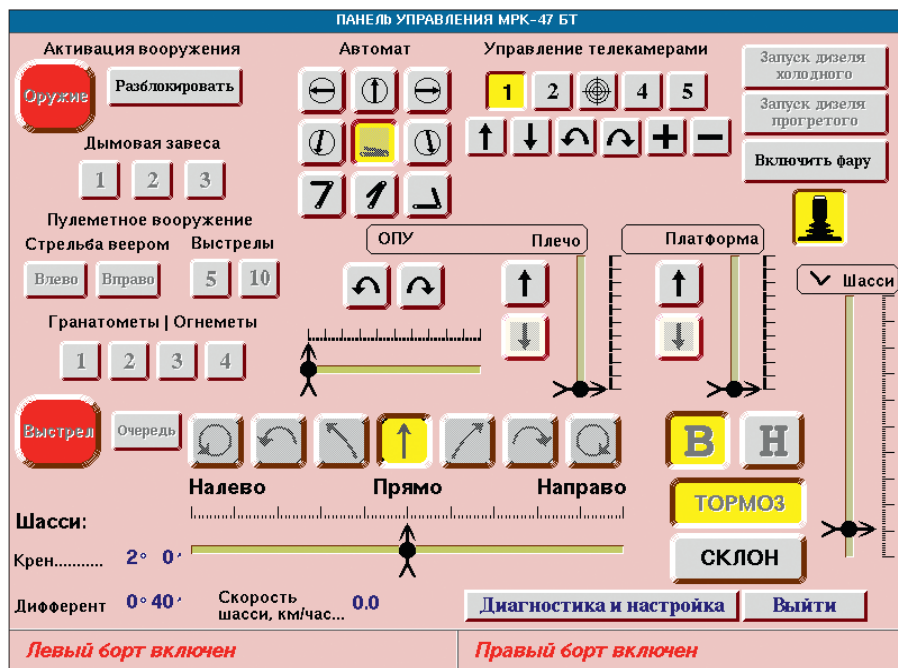 ПАНЕЛЬ УПРАВЛЕНИЯ МРК-47 БТ
Активация вооружения
Оружие
Разблокировать
Дымовая завеса
1 2 3
Пулеметное вооружение
Стрельба веером Выстрелы
Влево Вправо 5 10
Гранатометы | Огнеметы
1 2 3 4
Выстрел Очередь
Автомат
Управление телекамерами
1 2 4 5
Запуск дизеля
холодного
Запуск дизеля
прогретого
Включить фару
ОПУ Плечо
Платформа
Шасси
Налево Прямо Направо
В Н
ТОРМОЗ
СКЛОН
Шасси:
Крен........... 2° 0′
Дифферент 0° 40′
Скорость
шасси, км/час... 0.0
Диагностика и настройка Выйти
Левый борт включен Правый борт включен